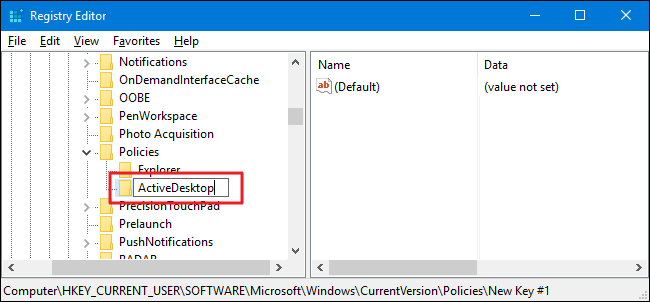 Registry Editor
File Edit View Favorites Help
Notifications
OnDemandInterfaceCache
OOBE
PenWorkspace
Photo Acquisition
Policies
Explorer
ActiveDesktop
PrecisionTouchPad
Prelaunch
PushNotifications
RADAR
Name Data
ab (Default) (value not set)
Computer\HKEY_CURRENT_USER\SOFTWARE\Microsoft\Windows\CurrentVersion\Policies\New Key #1